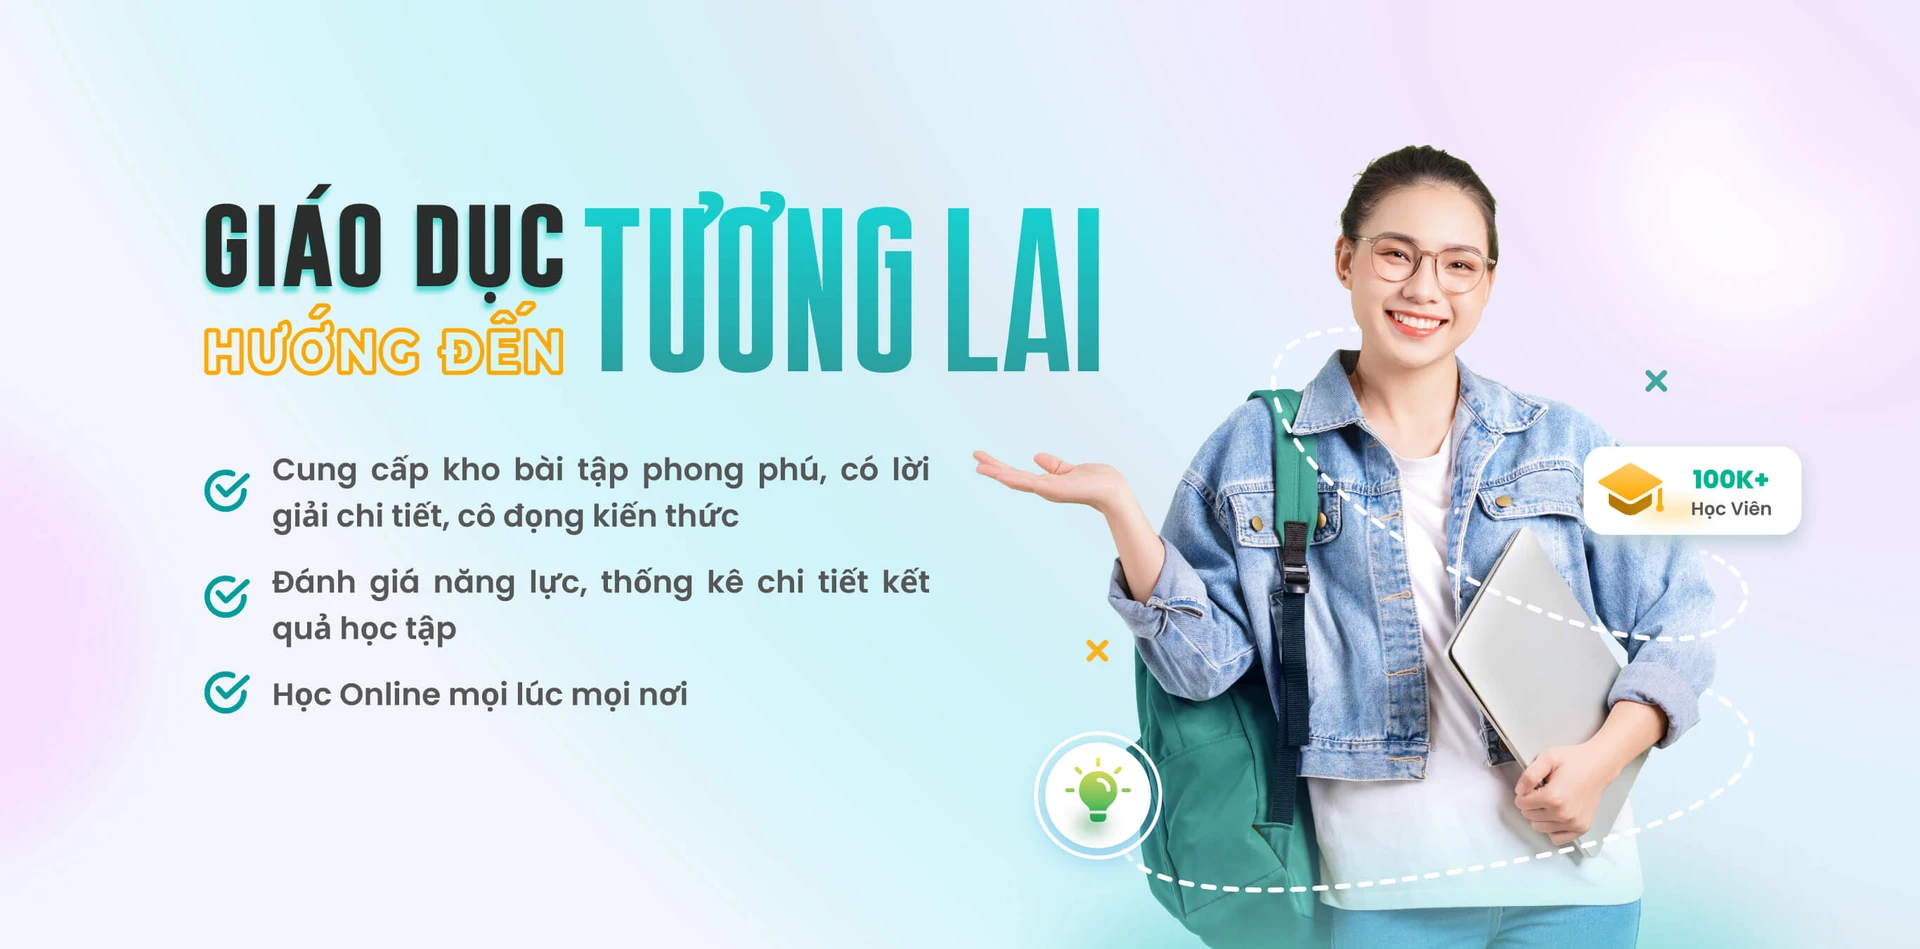 GIÁO DỤC
HƯỚNG ĐẾN
TƯƠNG LAI
Cung cấp kho bài tập phong phú, có lời
giải chi tiết, cô đọng kiến thức
Đánh giá năng lực, thống kê chi tiết kết
quả học tập
Học Online mọi lúc mọi nơi
100K+
Học Viên